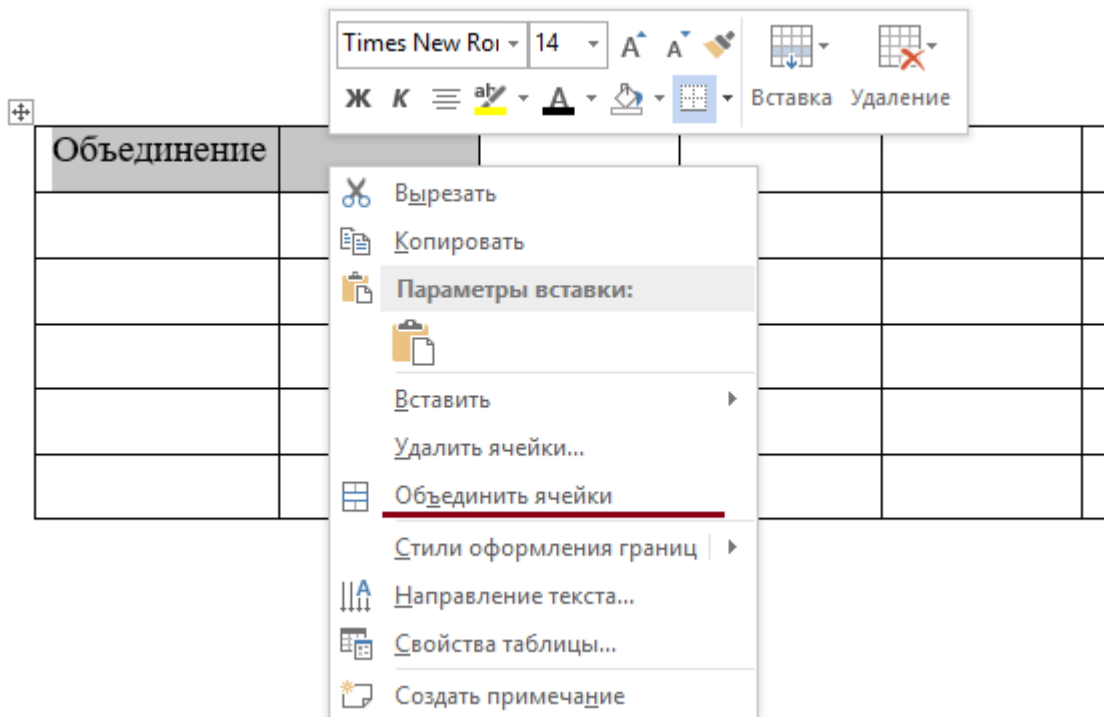 Times New Roı 14
Ж К Вставка Удаление
Объединение
Вырезать
Копировать
Параметры вставки:
Вставить
Удалить ячейки...
Объединить ячейки
Стили оформления границ
Направление текста...
Свойства таблицы...
Создать примечание